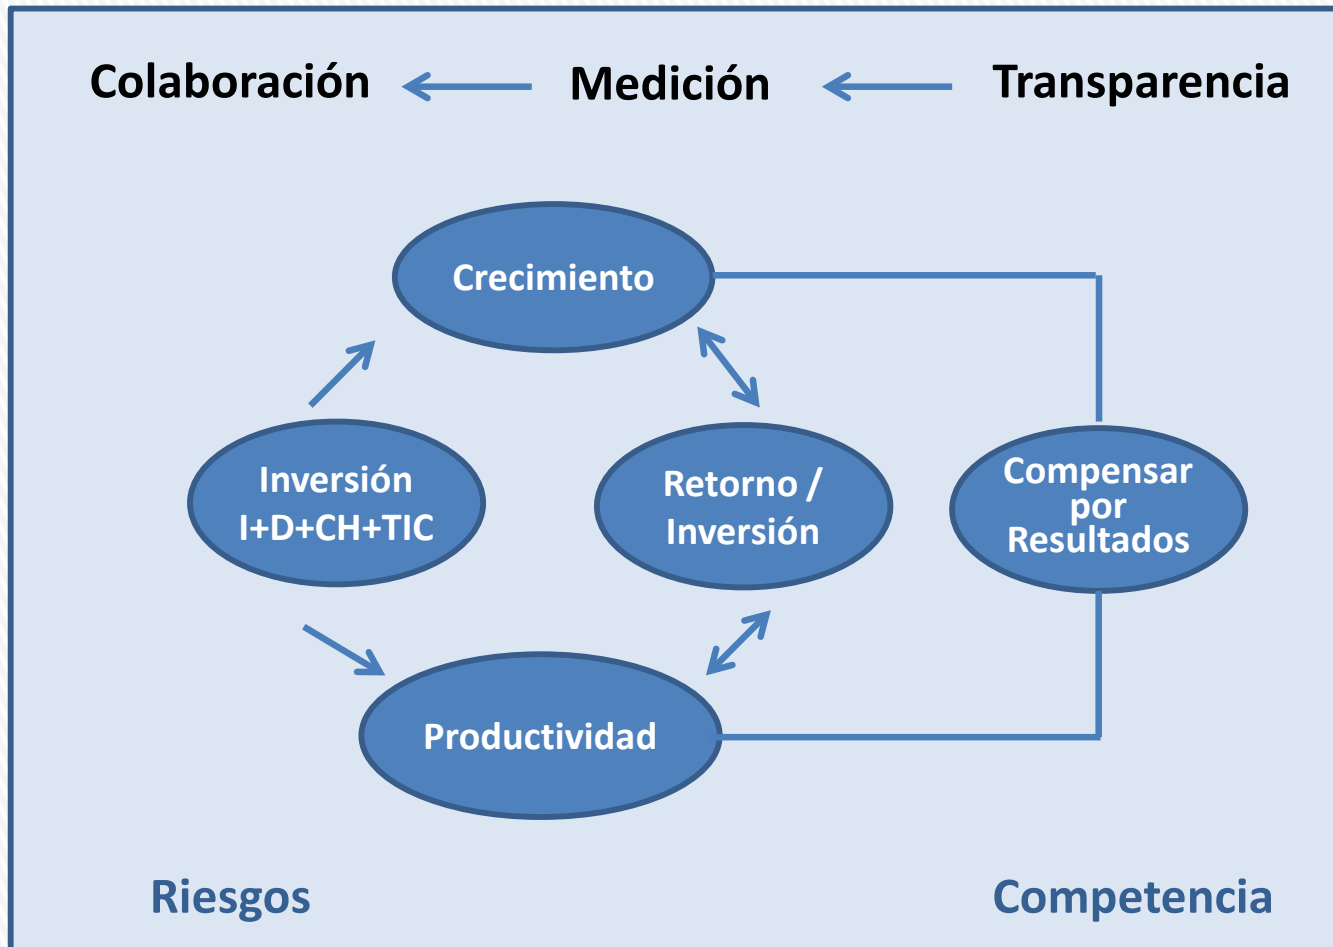 Colaboración
Medición
Transparencia
Crecimiento
Inversión
I+D+CH+TIC
Retorno /
Inversión
Compensar
por
Resultados
Productividad
Riesgos
Competencia